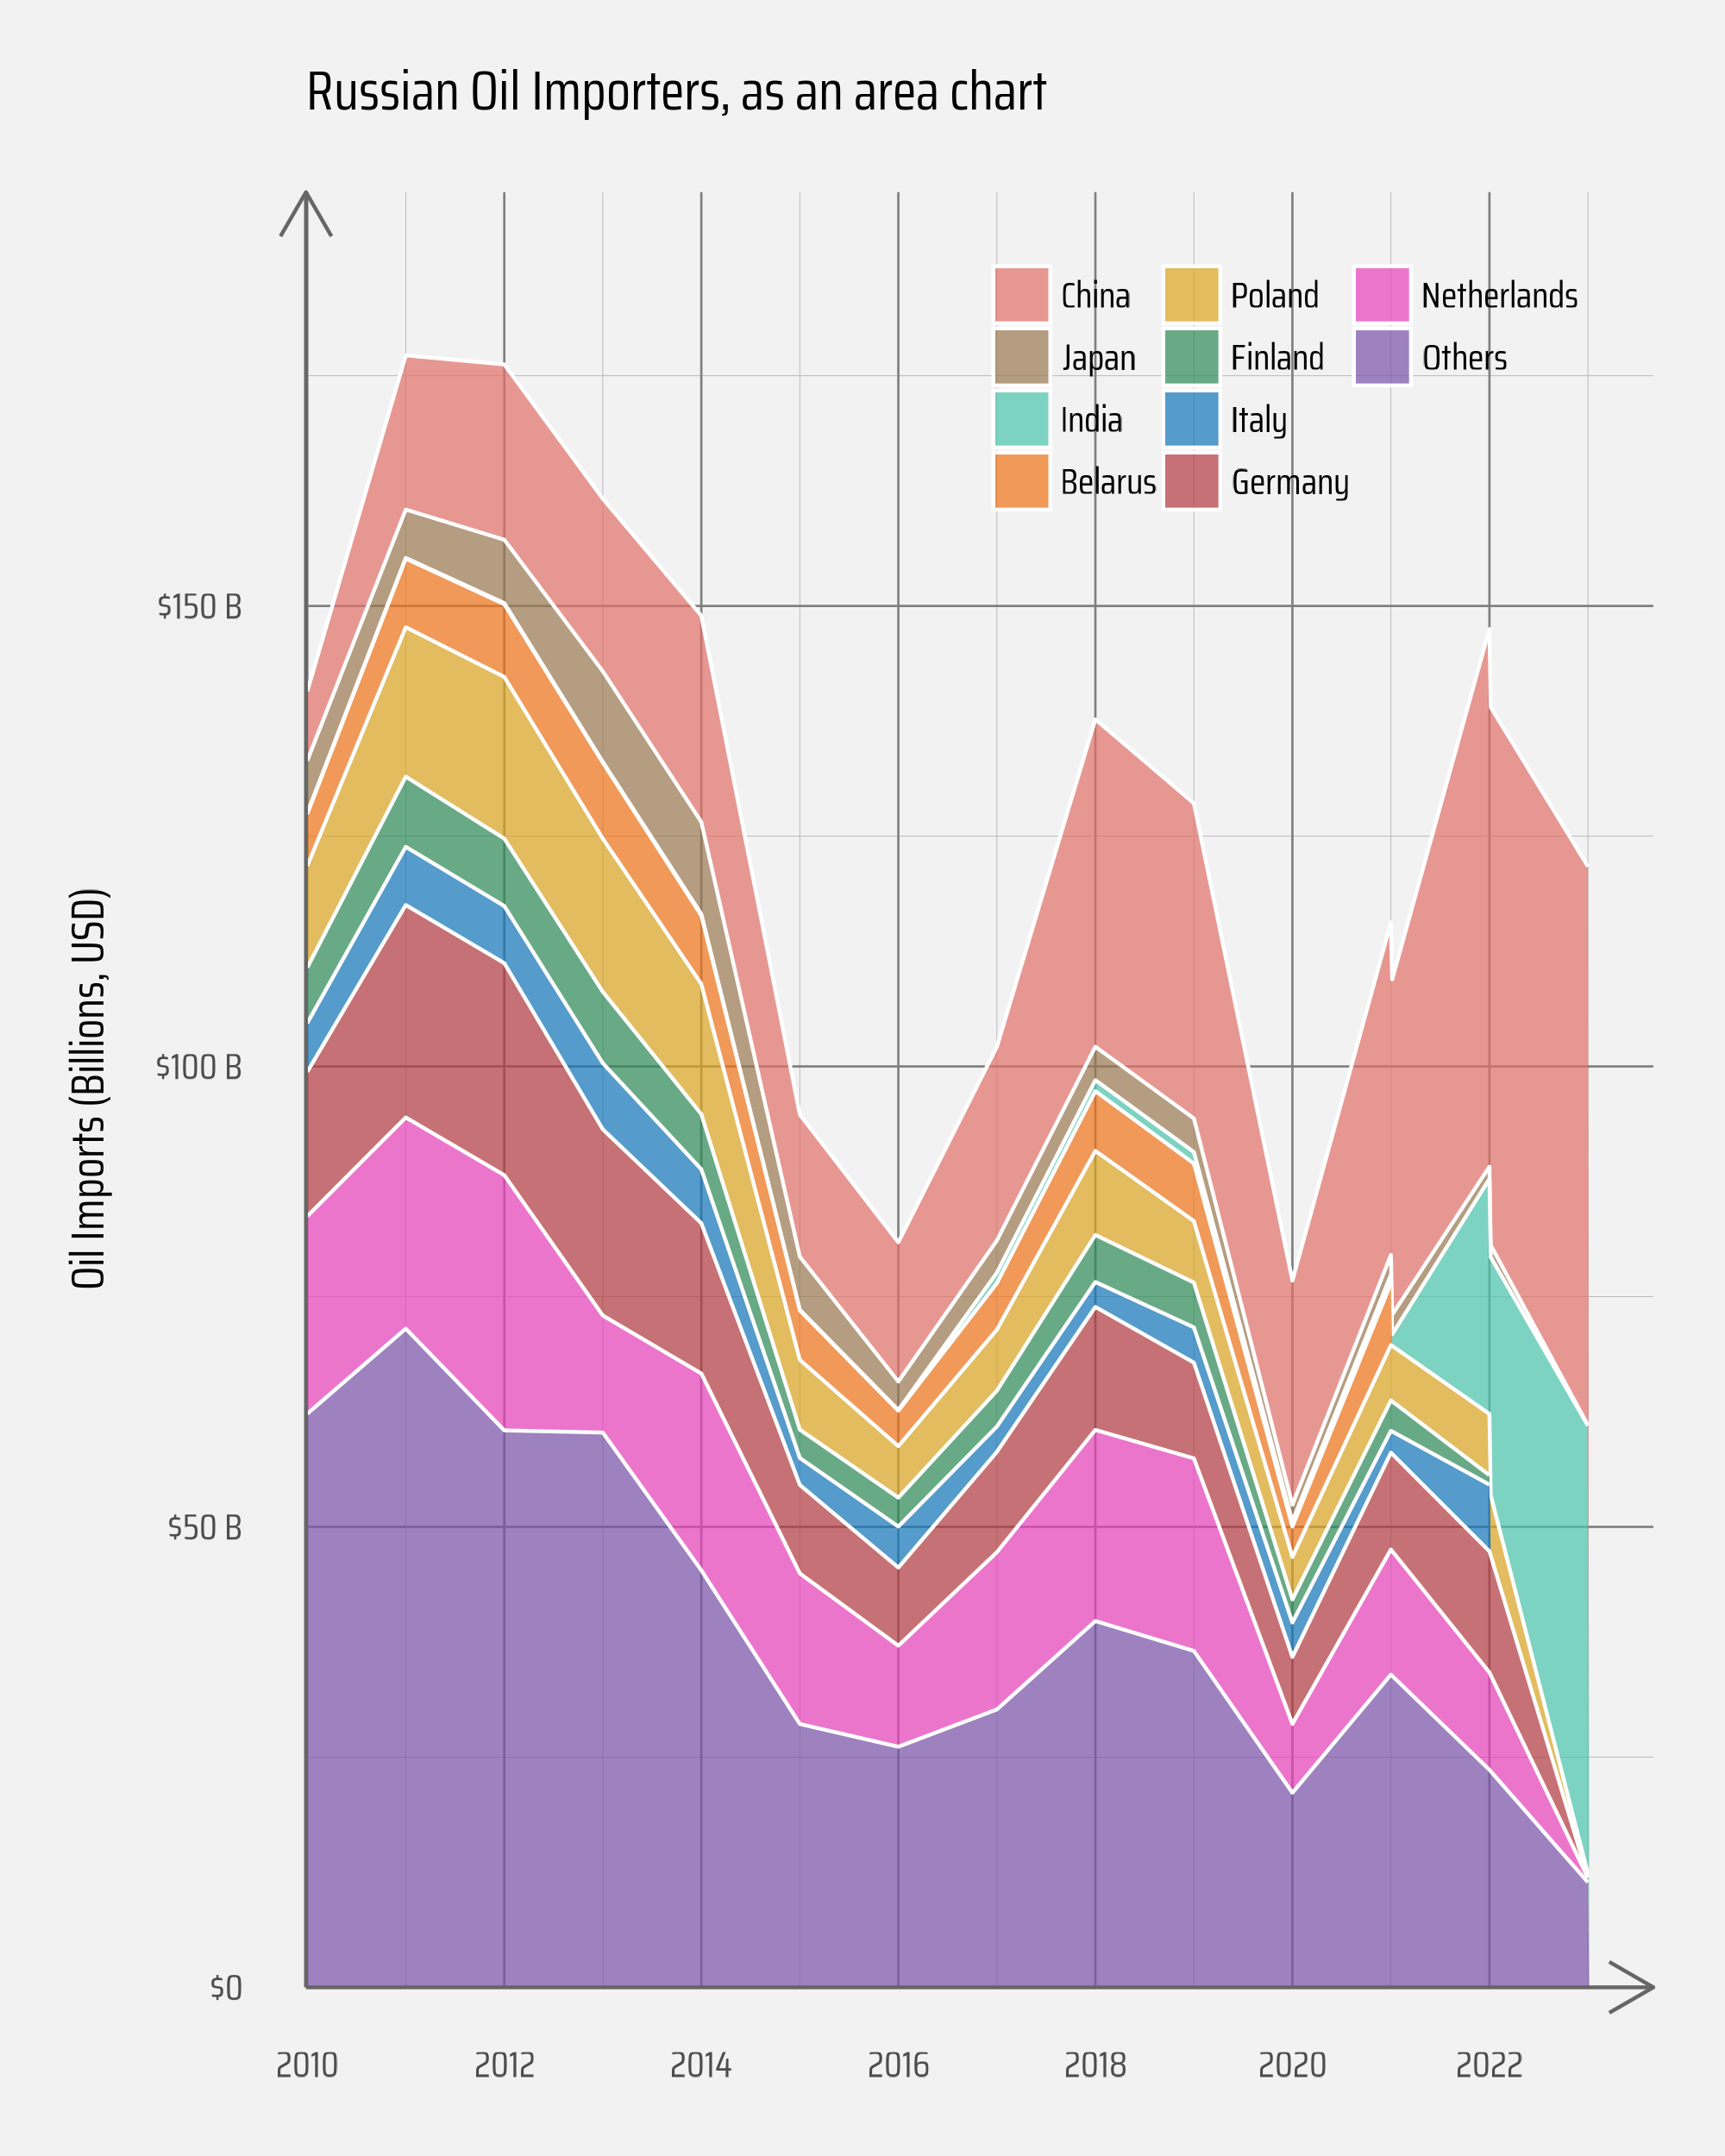 Russian Oil Importers, as an area chart
China
Japan
India
Belarus
Poland
Finland
Italy
Germany
Netherlands
Others
Oil Imports (Billions, USD)
$150 B
$100 B
$50 B
$0
2010 2012 2014 2016 2018 2020 2022